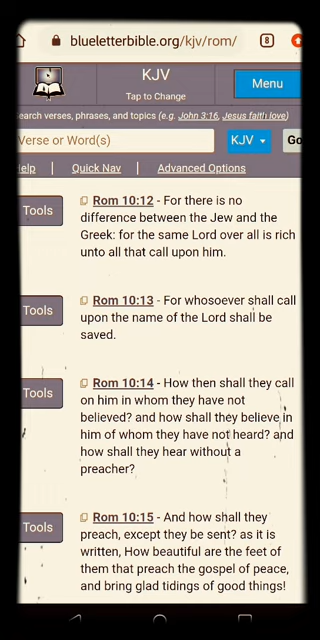 blueletterbible.org/kjv/rom/
8
KJV
Tap to Change
Menu
earch verses, phrases, and topics (e.g. John 3:16, Jesus faith love)
Verse or Word(s)
KJV
Go
elp | Quick Nav | Advanced Options
Tools
Rom 10:12 - For there is no
difference between the Jew and the
Greek: for the same Lord over all is rich
unto all that call upon him.
Tools
Rom 10:13 - For whosoever shall call
upon the name of the Lord shall be
saved.
Tools
Rom 10:14 - How then shall they call
on him in whom they have not
believed? and how shall they believe in
him of whom they have not heard? and
how shall they hear without a
preacher?
Tools
Rom 10:15 - And how shall they
preach, except they be sent? as it is
written, How beautiful are the feet of
them that preach the gospel of peace,
and bring glad tidings of good things!